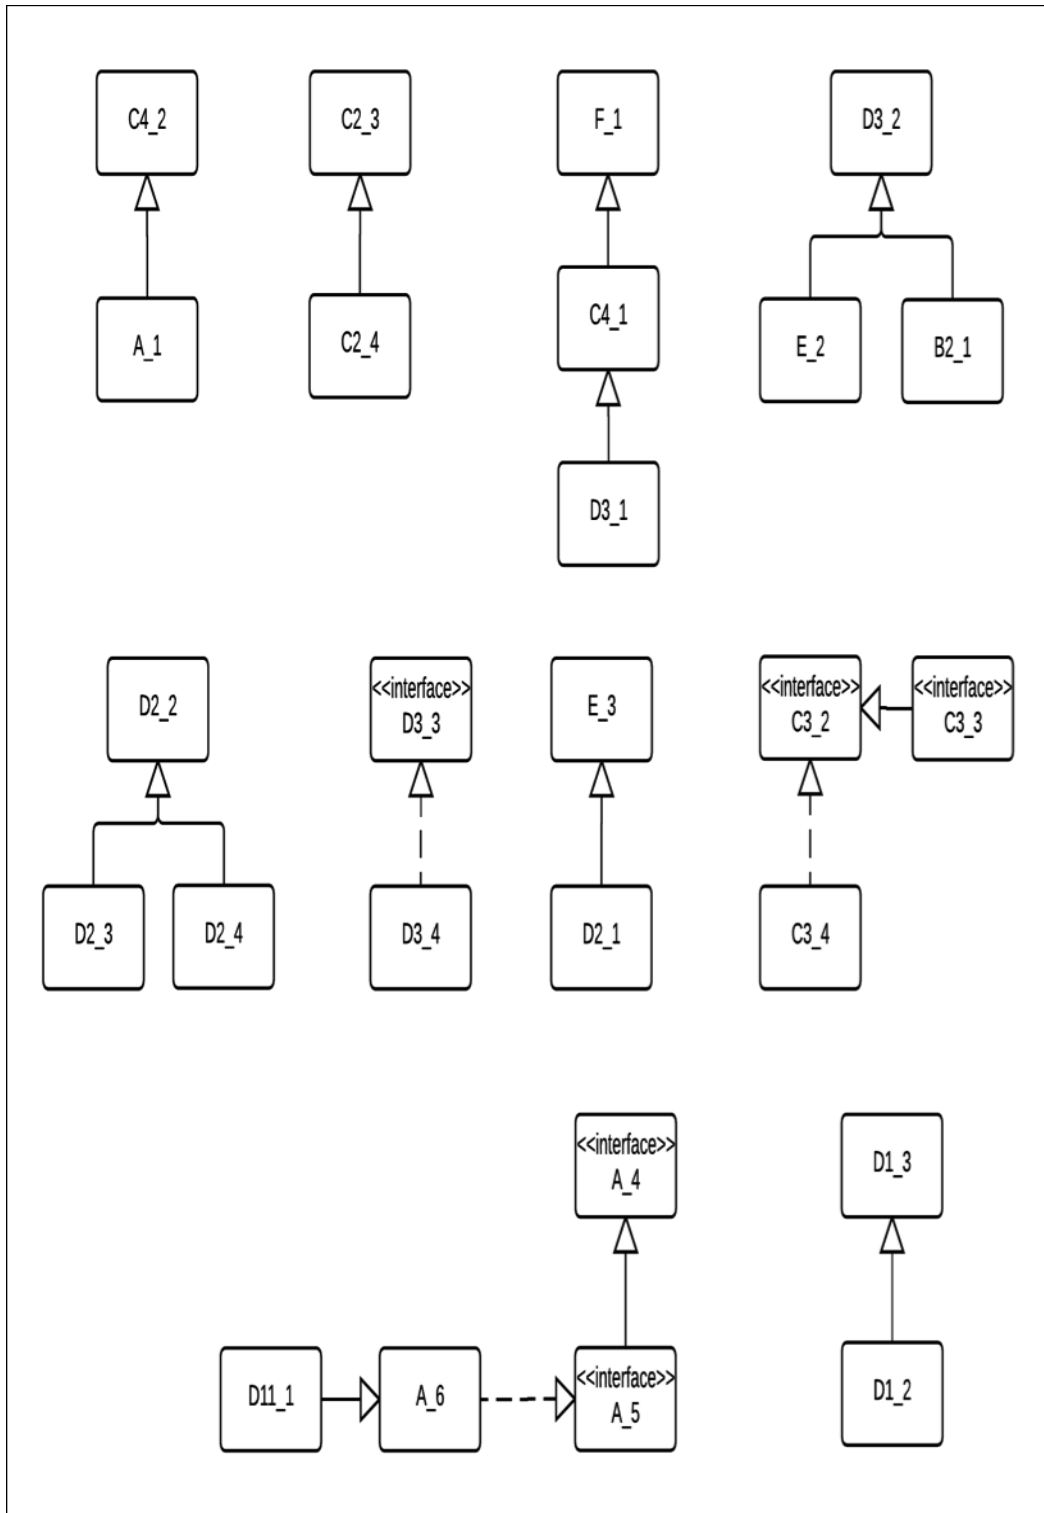 C4_2
C2_3
F_1
D3_2
A_1
C2_4
C4_1
E_2
B2_1
D3_1
D2_2
<<interface>>
D3_3
E_3
<<interface>>
C3_2
<<interface>>
C3_3
D2_3
D2_4
D3_4
D2_1
C3_4
<<interface>>
A_4
D1_3
D11_1
A_6
<<interface>>
A_5
D1_2